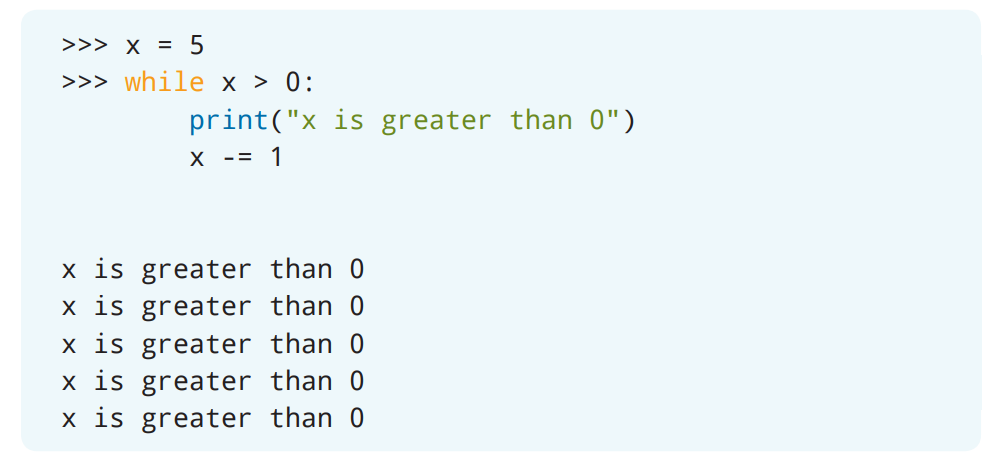 >>> x = 5
>>> while x > 0:
        print("x is greater than 0")
        x -= 1
x is greater than 0
x is greater than 0
x is greater than 0
x is greater than 0
x is greater than 0